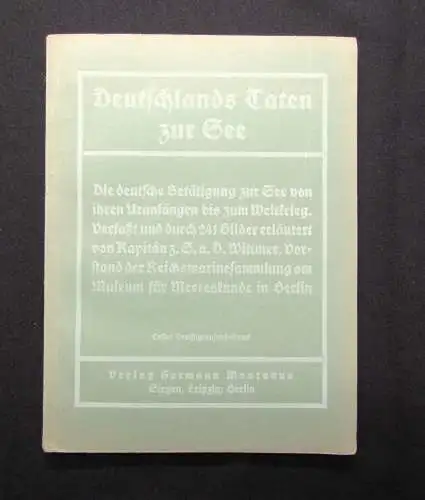 Deutschlands Taten
zur See
Die deutsche Betätigung zur See von
ihren Uranfängen bis zum Weltkrieg.
Verfaßt und durch 241 Bilder erläutert
von Kapitän z. S. a. D. Wittmer, Vor-
stand der Reichsmarinesammlung am
Museum für Meereskunde in Berlin
Verlag Hermann Montanus
Siegen, Leipzig, Berlin